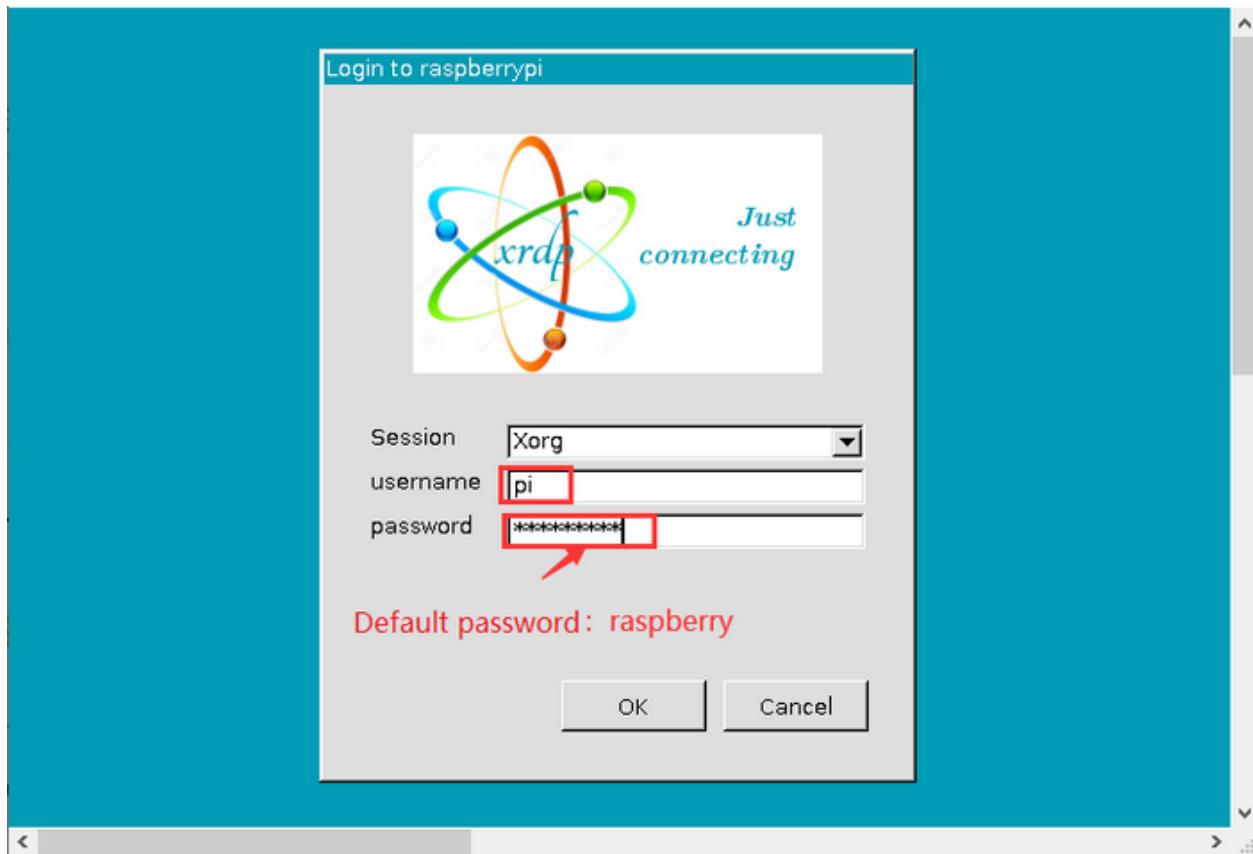 Login to raspberrypi
xrdp
Just
connecting
Session Xorg
username pi
password **********
Default password: raspberry
OK Cancel